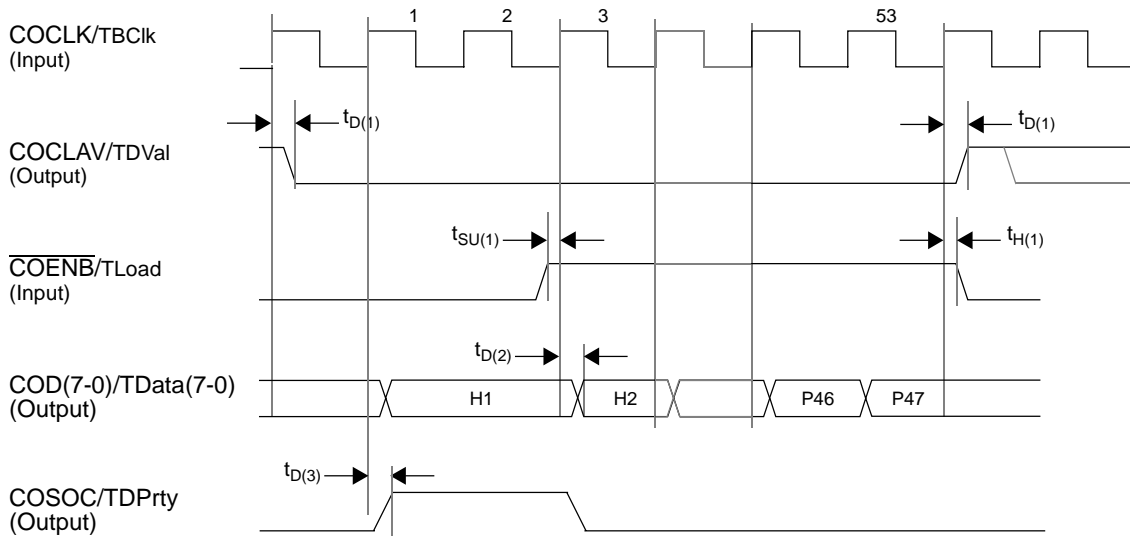 1 2 3 53
COCLK/TBClk
(Input)
tD(1) tD(1)
COCLAV/TDVal
(Output)
tSU(1) tH(1)
COENB/TLoad
(Input)
tD(2)
COD(7-0)/TData(7-0)
(Output)
H1 H2 P46 P47
tD(3)
COSOC/TDPrty
(Output)